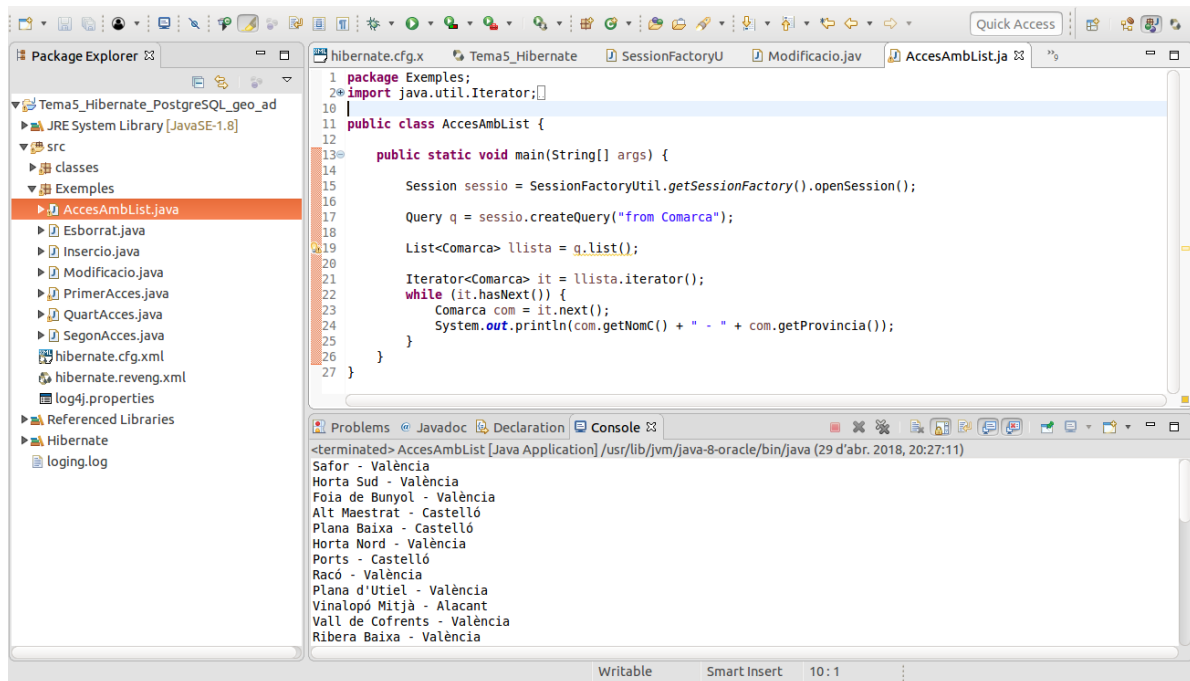 Quick Access
Package Explorer
Tema5_Hibernate_PostgreSQL_geo_ad
JRE System Library [JavaSE-1.8]
src
classes
Exemples
AccesAmbList.java
Esborrat.java
Insercio.java
Modificacio.java
PrimerAcces.java
QuartAcces.java
SegonAcces.java
hibernate.cfg.xml
hibernate.reveng.xml
log4j.properties
Referenced Libraries
Hibernate
loging.log
hibernate.cfg.x Tema5_Hibernate SessionFactoryU Modificacio.jav AccesAmbList.ja »9
1 package Exemples;
2 import java.util.Iterator;
10
11 public class AccesAmbList {
12
13 public static void main(String[] args) {
14
15 Session sessio = SessionFactoryUtil.getSessionFactory().openSession();
16
17 Query q = sessio.createQuery("from Comarca");
18
19 List<Comarca> llista = q.list();
20
21 Iterator<Comarca> it = llista.iterator();
22 while (it.hasNext()) {
23 Comarca com = it.next();
24 System.out.println(com.getNomC() + " - " + com.getProvincia());
25 }
26 }
27 }
Problems Javadoc Declaration Console
<terminated> AccesAmbList [Java Application] /usr/lib/jvm/java-8-oracle/bin/java (29 d'abr. 2018, 20:27:11)
Safor - València
Horta Sud - València
Foia de Bunyol - València
Alt Maestrat - Castelló
Plana Baixa - Castelló
Horta Nord - València
Ports - Castelló
Racó - València
Plana d'Utiel - València
Vinalopó Mitjà - Alacant
Vall de Cofrents - València
Ribera Baixa - València
Writable Smart Insert 10 : 1